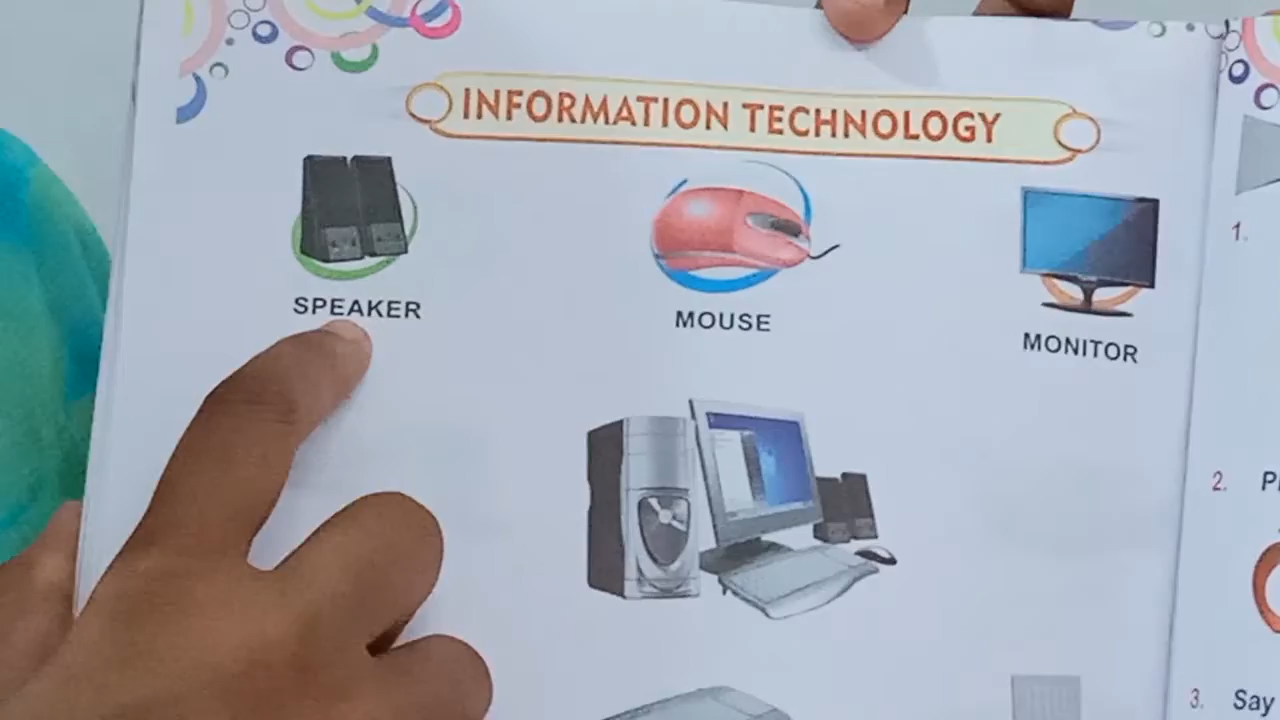 INFORMATION TECHNOLOGY
SPEAKER
MOUSE
MONITOR
1.
2.
3. Say